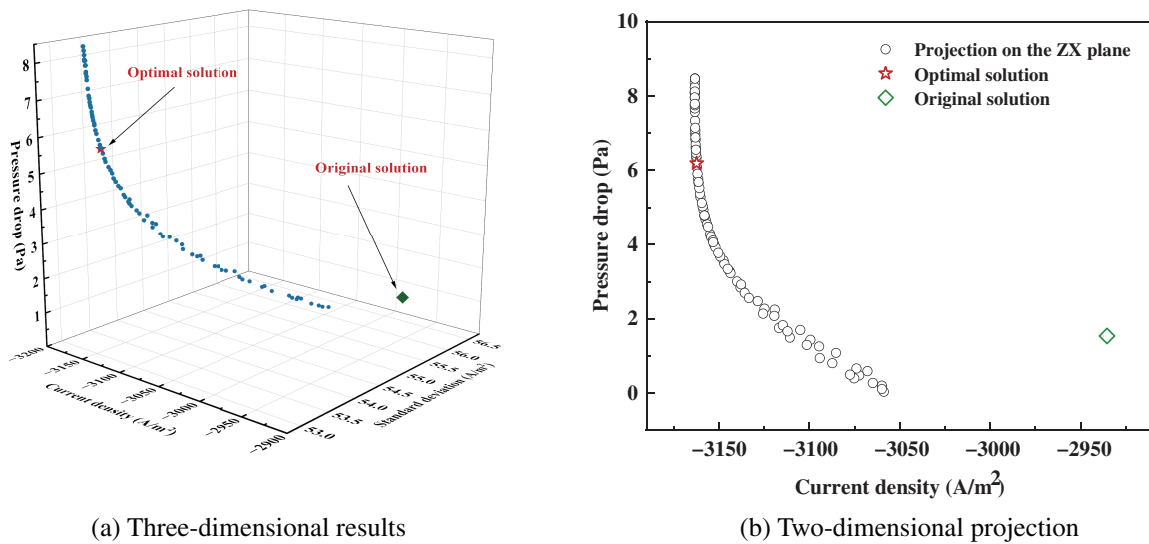 8
7
6
5
4
3
2
1
Pressure drop (Pa)
Optimal solution
Original solution
−3200
−3150
−3100
−3050
−3000
−2950
−2900
Current density (A/m²)
53.0
53.5
54.0
54.5
55.0
55.5
56.0
56.5
Standard deviation (A/m²)
(a) Three-dimensional results
10
8
6
4
2
0
Pressure drop (Pa)
Projection on the ZX plane
Optimal solution
Original solution
−3150
−3100
−3050
−3000
−2950
Current density (A/m²)
(b) Two-dimensional projection